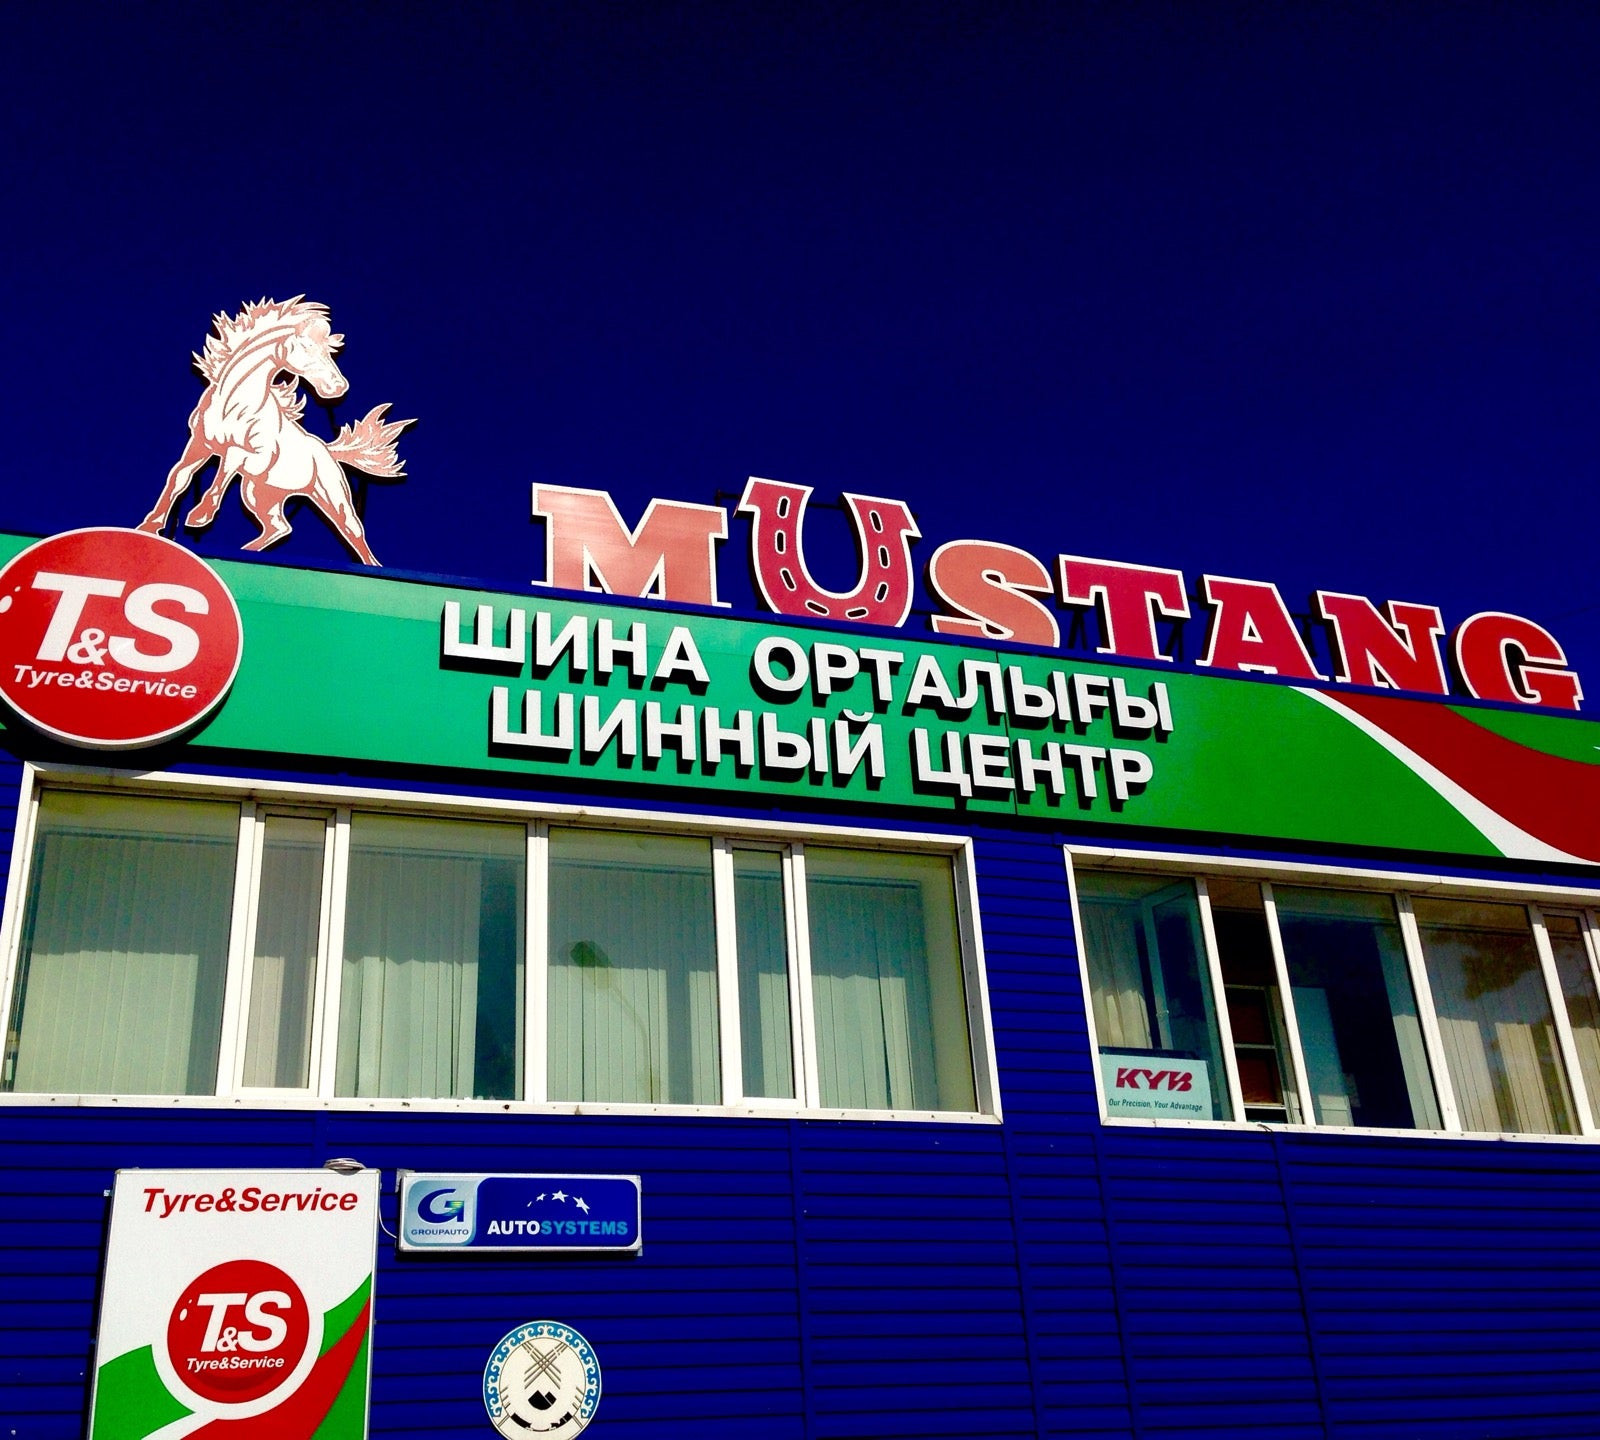 MUSTANG
T&S
Tyre&Service
ШИНА ОРТАЛЫҒЫ
ШИННЫЙ ЦЕНТР
KYB
Our Precision, Your Advantage
Tyre&Service
T&S
Tyre&Service
G
GROUPAUTO
AUTOSYSTEMS